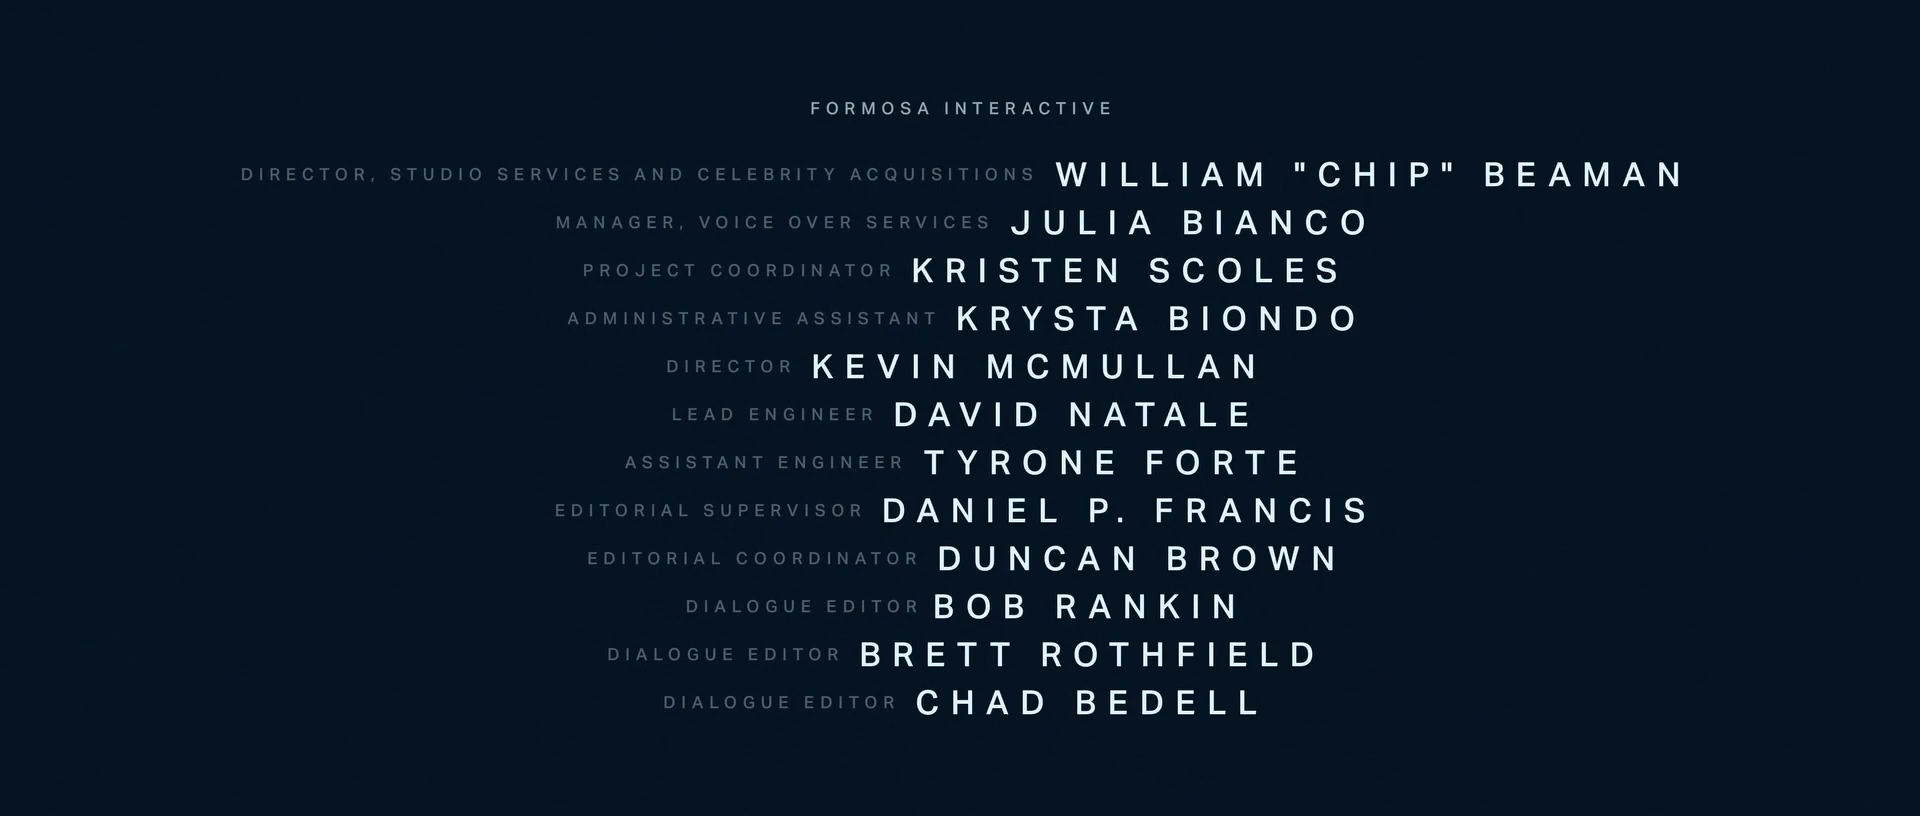 FORMOSA INTERACTIVE
DIRECTOR, STUDIO SERVICES AND CELEBRITY ACQUISITIONS WILLIAM "CHIP" BEAMAN
MANAGER, VOICE OVER SERVICES JULIA BIANCO
PROJECT COORDINATOR KRISTEN SCOLES
ADMINISTRATIVE ASSISTANT KRYSTA BIONDO
DIRECTOR KEVIN MCMULLAN
LEAD ENGINEER DAVID NATALE
ASSISTANT ENGINEER TYRONE FORTE
EDITORIAL SUPERVISOR DANIEL P. FRANCIS
EDITORIAL COORDINATOR DUNCAN BROWN
DIALOGUE EDITOR BOB RANKIN
DIALOGUE EDITOR BRETT ROTHFIELD
DIALOGUE EDITOR CHAD BEDELL